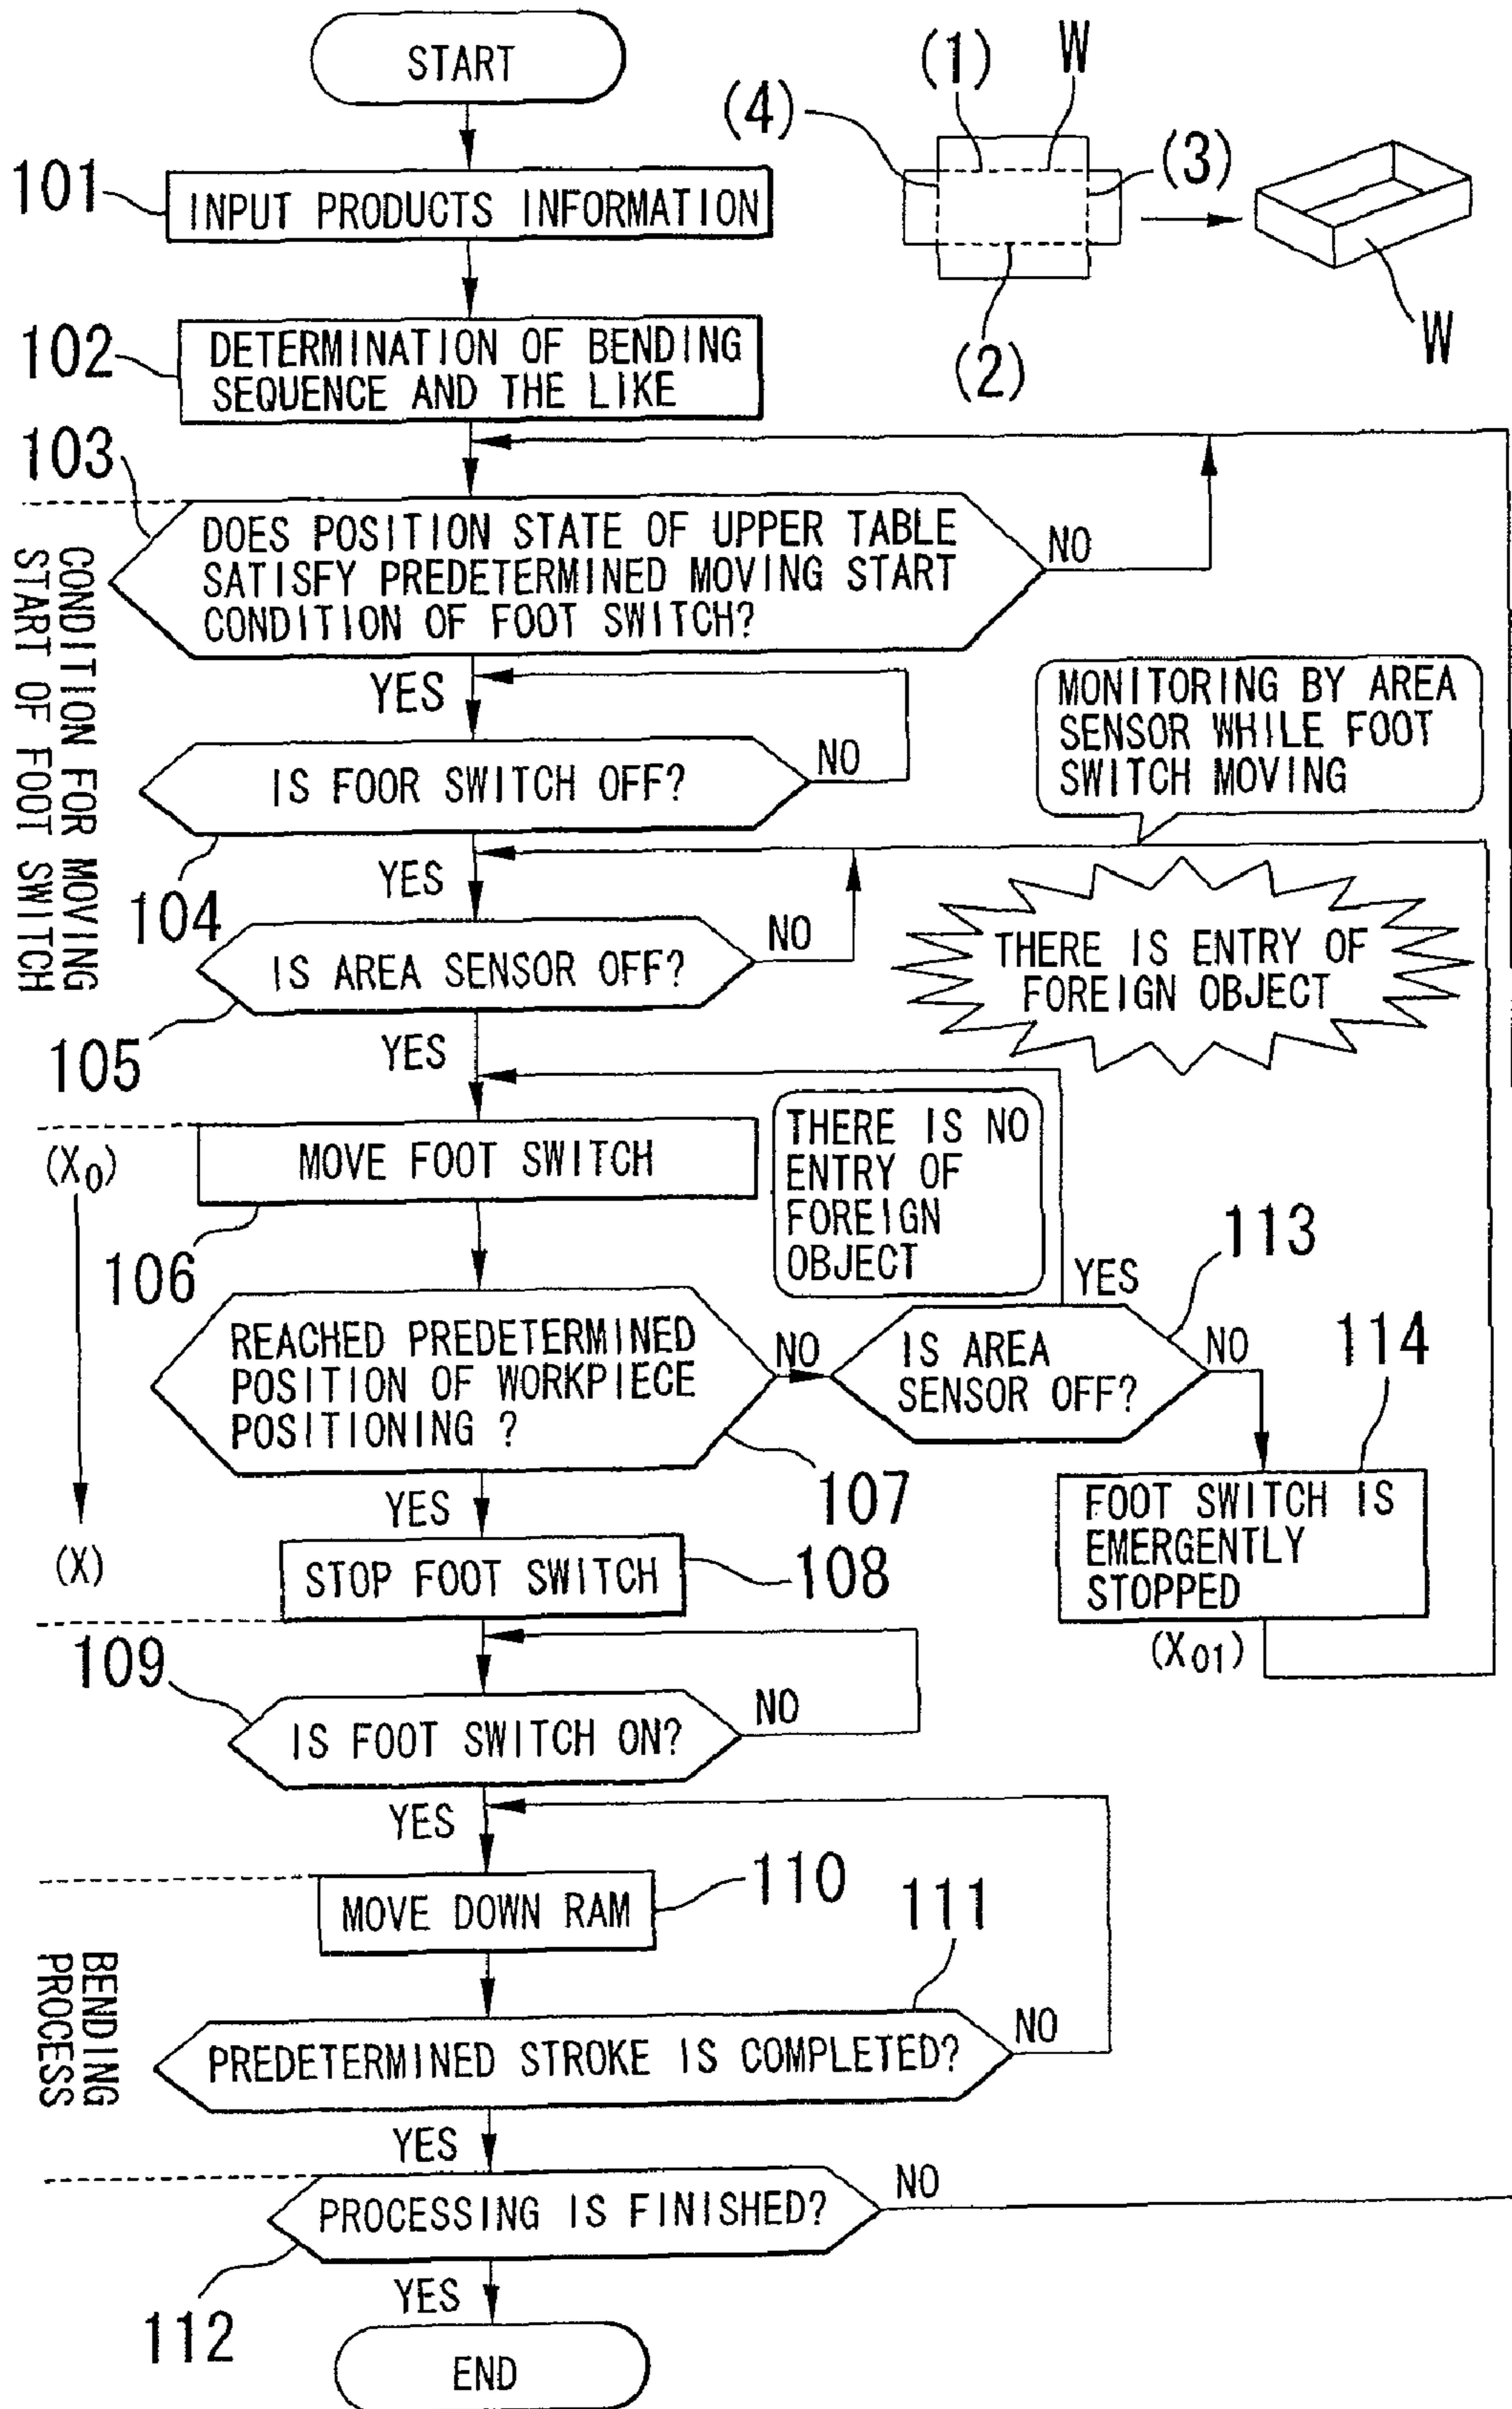 START
(1)
W
(4)
(3)
101
INPUT PRODUCTS INFORMATION
(2)
W
102
DETERMINATION OF BENDING
SEQUENCE AND THE LIKE
103
CONDITION FOR MOVING
START OF FOOT SWITCH
DOES POSITION STATE OF UPPER TABLE
SATISFY PREDETERMINED MOVING START
CONDITION OF FOOT SWITCH?
NO
YES
MONITORING BY AREA
SENSOR WHILE FOOT
SWITCH MOVING
IS FOOR SWITCH OFF?
NO
104
YES
IS AREA SENSOR OFF?
NO
THERE IS ENTRY OF
FOREIGN OBJECT
105
YES
(X0)
MOVE FOOT SWITCH
THERE IS NO
ENTRY OF
FOREIGN
OBJECT
106
113
YES
REACHED PREDETERMINED
POSITION OF WORKPIECE
POSITIONING ?
NO
IS AREA
SENSOR OFF?
NO
114
107
YES
FOOT SWITCH IS
EMERGENTLY
STOPPED
(X)
STOP FOOT SWITCH
108
(X01)
109
IS FOOT SWITCH ON?
NO
YES
BENDING
PROCESS
MOVE DOWN RAM
110
111
PREDETERMINED STROKE IS COMPLETED?
NO
YES
PROCESSING IS FINISHED?
NO
112
YES
END